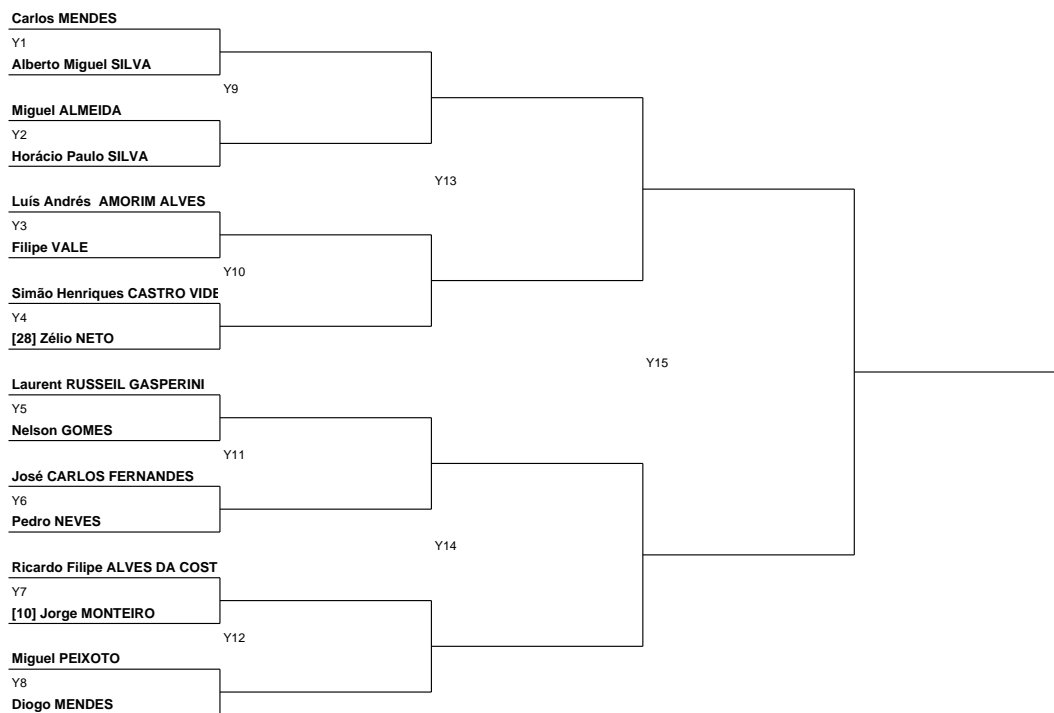 Carlos MENDES
Y1
Alberto Miguel SILVA
Y9
Miguel ALMEIDA
Y2
Horácio Paulo SILVA
Y13
Luís Andrés  AMORIM ALVES
Y3
Filipe VALE
Y10
Simão Henriques CASTRO VIDE
Y4
[28] Zélio NETO
Y15
Laurent RUSSEIL GASPERINI
Y5
Nelson GOMES
Y11
José CARLOS FERNANDES
Y6
Pedro NEVES
Y14
Ricardo Filipe ALVES DA COST
Y7
[10] Jorge MONTEIRO
Y12
Miguel PEIXOTO
Y8
Diogo MENDES